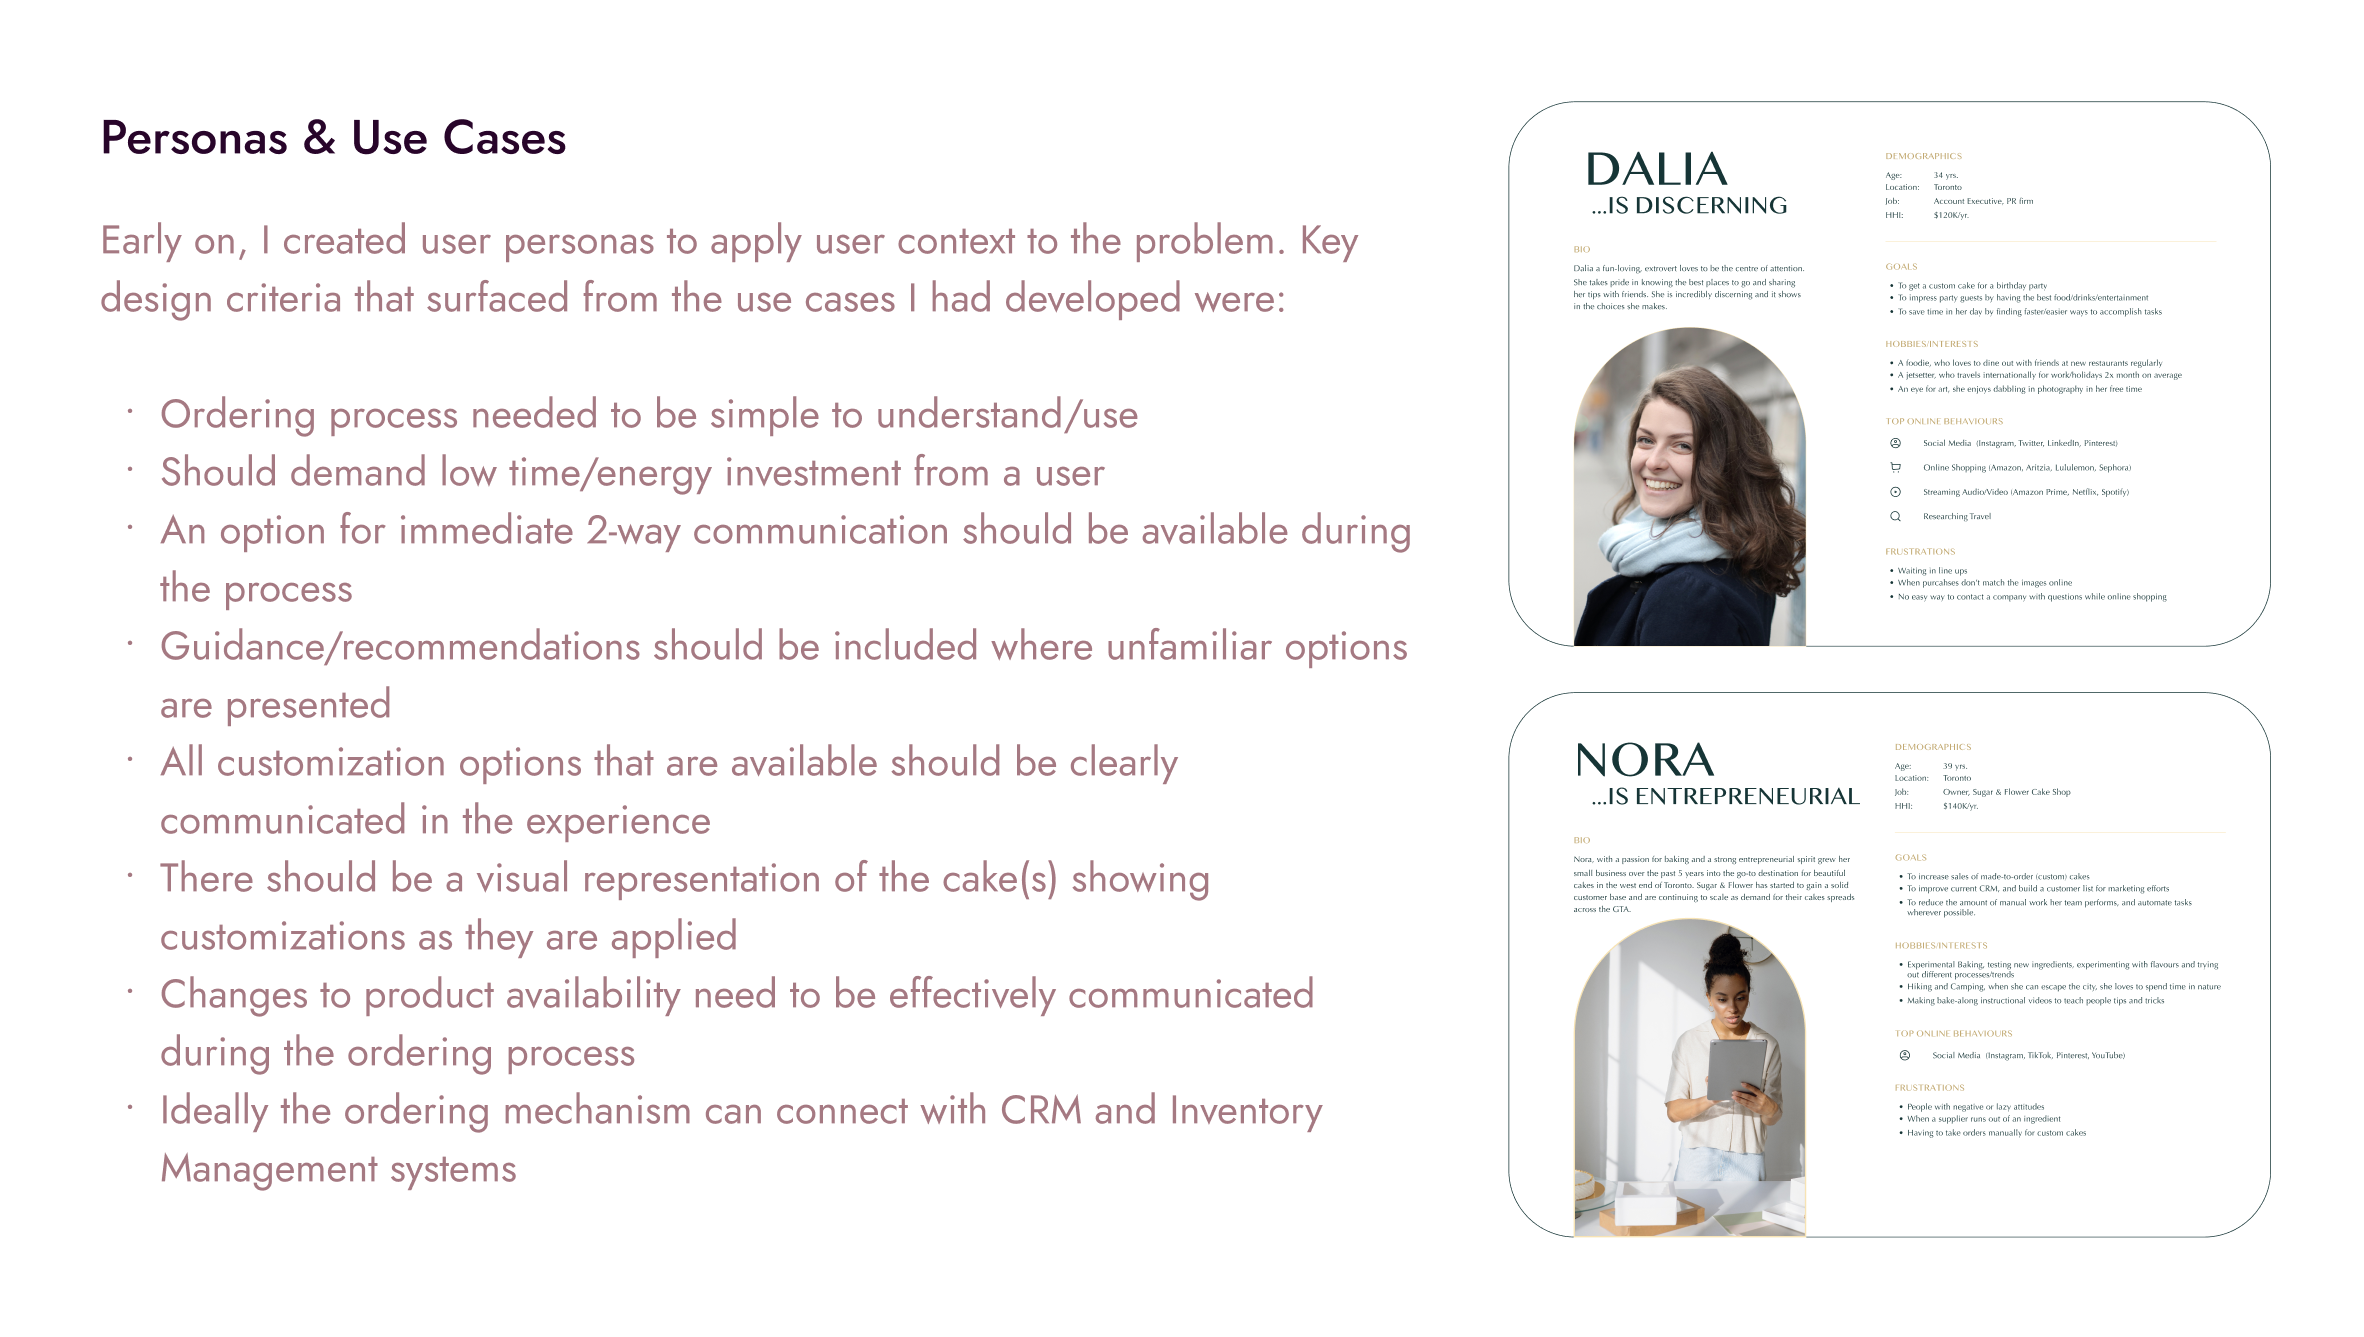 Personas & Use Cases
Early on, I created user personas to apply user context to the problem. Key
design criteria that surfaced from the use cases I had developed were:
· Ordering process needed to be simple to understand/use
· Should demand low time/energy investment from a user
· An option for immediate 2-way communication should be available during
the process
· Guidance/recommendations should be included where unfamiliar options
are presented
· All customization options that are available should be clearly
communicated in the experience
· There should be a visual representation of the cake(s) showing
customizations as they are applied
· Changes to product availability need to be effectively communicated
during the ordering process
· Ideally the ordering mechanism can connect with CRM and Inventory
Management systems
DALIA
...IS DISCERNING
BIO
Dalia a fun-loving, extrovert loves to be the centre of attention.
She takes pride in knowing the best places to go and sharing
her tips with friends. She is incredibly discerning and it shows
in the choices she makes.
DEMOGRAPHICS
Age: 34 yrs.
Location: Toronto
Job: Account Executive, PR firm
HHI: $120K/yr.
GOALS
• To get a custom cake for a birthday party
• To impress party guests by having the best food/drinks/entertainment
• To save time in her day by finding faster/easier ways to accomplish tasks
HOBBIES/INTERESTS
• A foodie, who loves to dine out with friends at new restaurants regularly
• A jetsetter, who travels internationally for work/holidays 2x month on average
• An eye for art, she enjoys dabbling in photography in her free time
TOP ONLINE BEHAVIOURS
Social Media (Instagram, Twitter, LinkedIn, Pinterest)
Online Shopping (Amazon, Aritzia, Lululemon, Sephora)
Streaming Audio/Video (Amazon Prime, Netflix, Spotify)
Researching Travel
FRUSTRATIONS
• Waiting in line ups
• When purcahses don't match the images online
• No easy way to contact a company with questions while online shopping
NORA
...IS ENTREPRENEURIAL
BIO
Nora, with a passion for baking and a strong entrepreneurial spirit grew her
small business over the past 5 years into the go-to destination for beautiful
cakes in the west end of Toronto. Sugar & Flower has started to gain a solid
customer base and are continuing to scale as demand for their cakes spreads
across the GTA.
DEMOGRAPHICS
Age: 39 yrs.
Location: Toronto
Job: Owner, Sugar & Flower Cake Shop
HHI: $140K/yr.
GOALS
• To increase sales of made-to-order (custom) cakes
• To improve current CRM, and build a customer list for marketing efforts
• To reduce the amount of manual work her team performs, and automate tasks
wherever possible.
HOBBIES/INTERESTS
• Experimental Baking, testing new ingredients, experimenting with flavours and trying
out different processes/trends
• Hiking and Camping, when she can escape the city, she loves to spend time in nature
• Making bake-along instructional videos to teach people tips and tricks
TOP ONLINE BEHAVIOURS
Social Media (Instagram, TikTok, Pinterest, YouTube)
FRUSTRATIONS
• People with negative or lazy attitudes
• When a supplier runs out of an ingredient
• Having to take orders manually for custom cakes